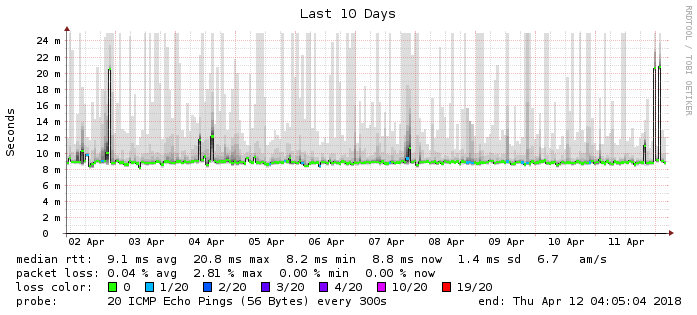 Last 10 Days
RRDTOOL / TOBI OETIKER
Seconds
24 m
22 m
20 m
18 m
16 m
14 m
12 m
10 m
8 m
6 m
4 m
2 m
0
02 Apr 03 Apr 04 Apr 05 Apr 06 Apr 07 Apr 08 Apr 09 Apr 10 Apr 11 Apr
median rtt: 9.1 ms avg 20.8 ms max 8.2 ms min 8.8 ms now 1.4 ms sd 6.7 am/s
packet loss: 0.04 % avg 2.81 % max 0.00 % min 0.00 % now
loss color: 0 1/20 2/20 3/20 4/20 10/20 19/20
probe: 20 ICMP Echo Pings (56 Bytes) every 300s end: Thu Apr 12 04:05:04 2018